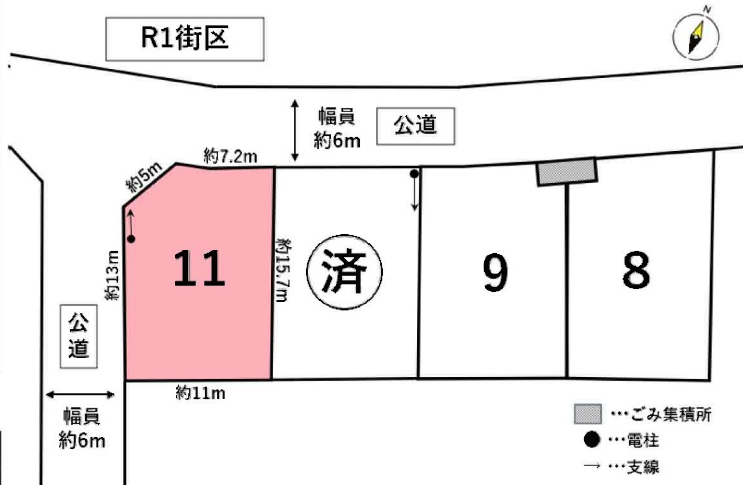 R1街区
N
幅員
約6m
公道
約7.2m
約5m
約13m
11
約15.7m
済
9
8
公道
約11m
幅員
約6m
…ごみ集積所
…電柱
→ …支線